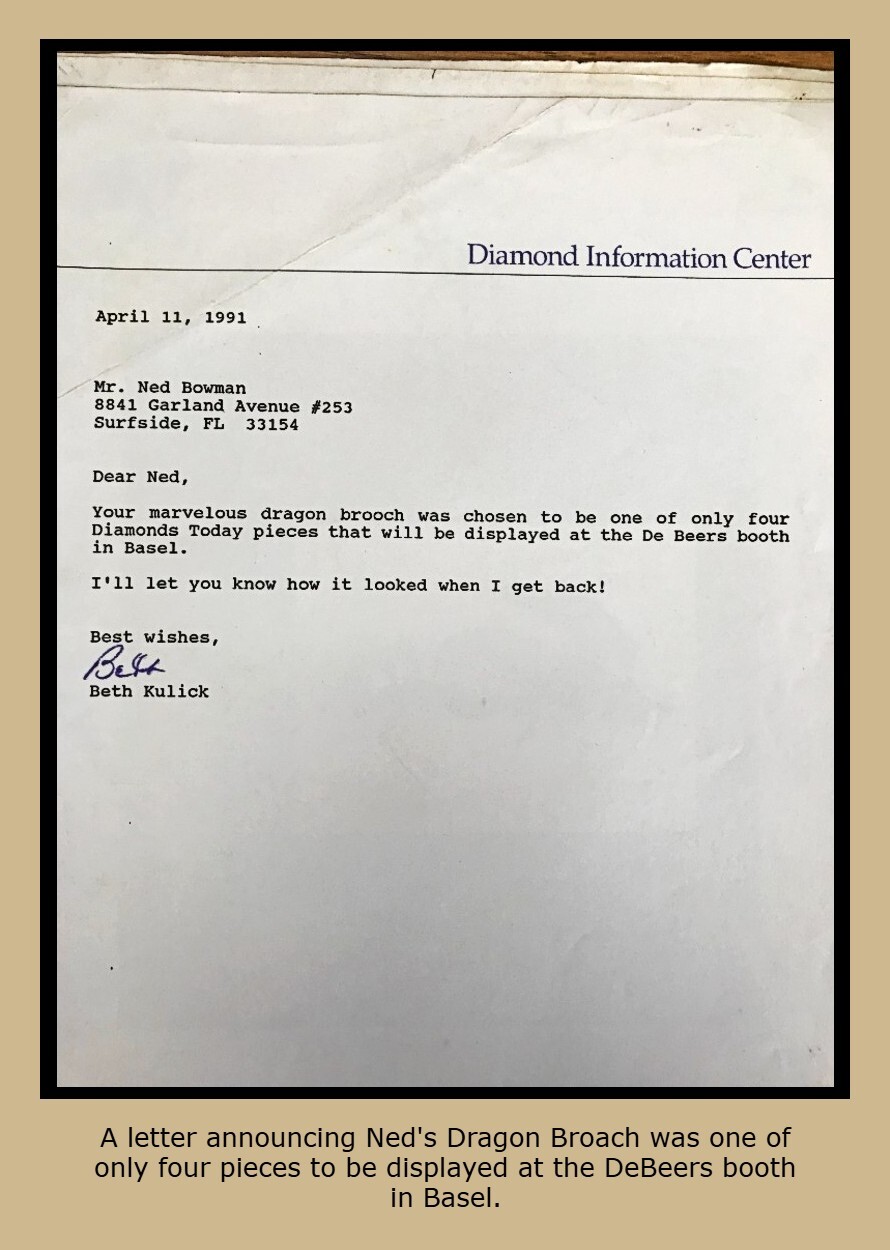 Diamond Information Center
April 11, 1991
Mr. Ned Bowman
8841 Garland Avenue #253
Surfside, FL 33154
Dear Ned,
Your marvelous dragon brooch was chosen to be one of only four
Diamonds Today pieces that will be displayed at the De Beers booth
in Basel.
I'll let you know how it looked when I get back!
Best wishes,
Beth
Beth Kulick
A letter announcing Ned's Dragon Broach was one of
only four pieces to be displayed at the DeBeers booth
in Basel.